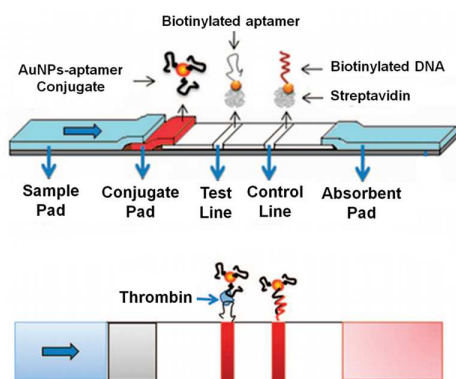 Biotinylated aptamer
AuNPs-aptamer
Conjugate
Biotinylated DNA
Streptavidin
Sample
Pad
Conjugate
Pad
Test
Line
Control
Line
Absorbent
Pad
Thrombin